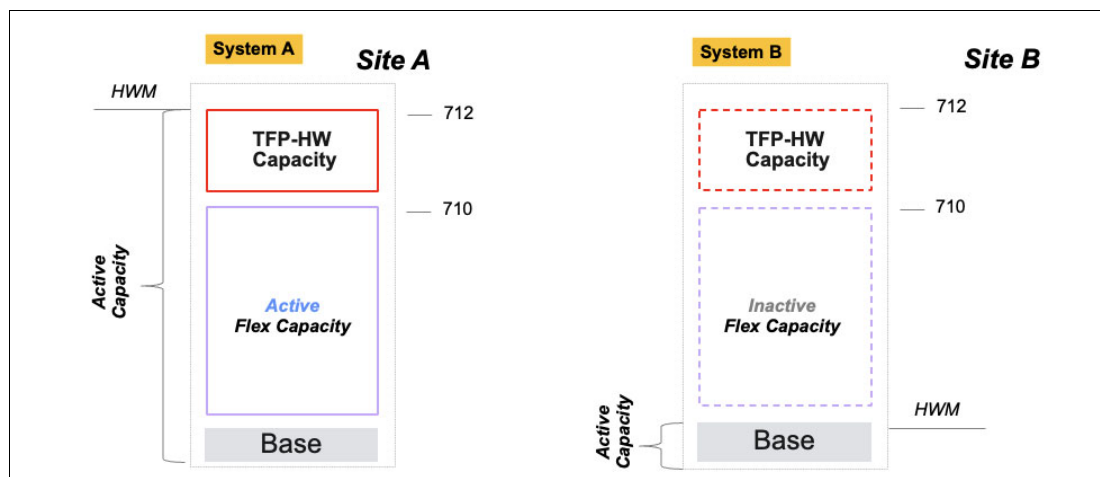 System A
Site A
HWM
712
TFP-HW
Capacity
710
Active
Capacity
Active
Flex Capacity
Base
System B
Site B
712
TFP-HW
Capacity
710
Inactive
Flex Capacity
HWM
Active
Capacity
Base